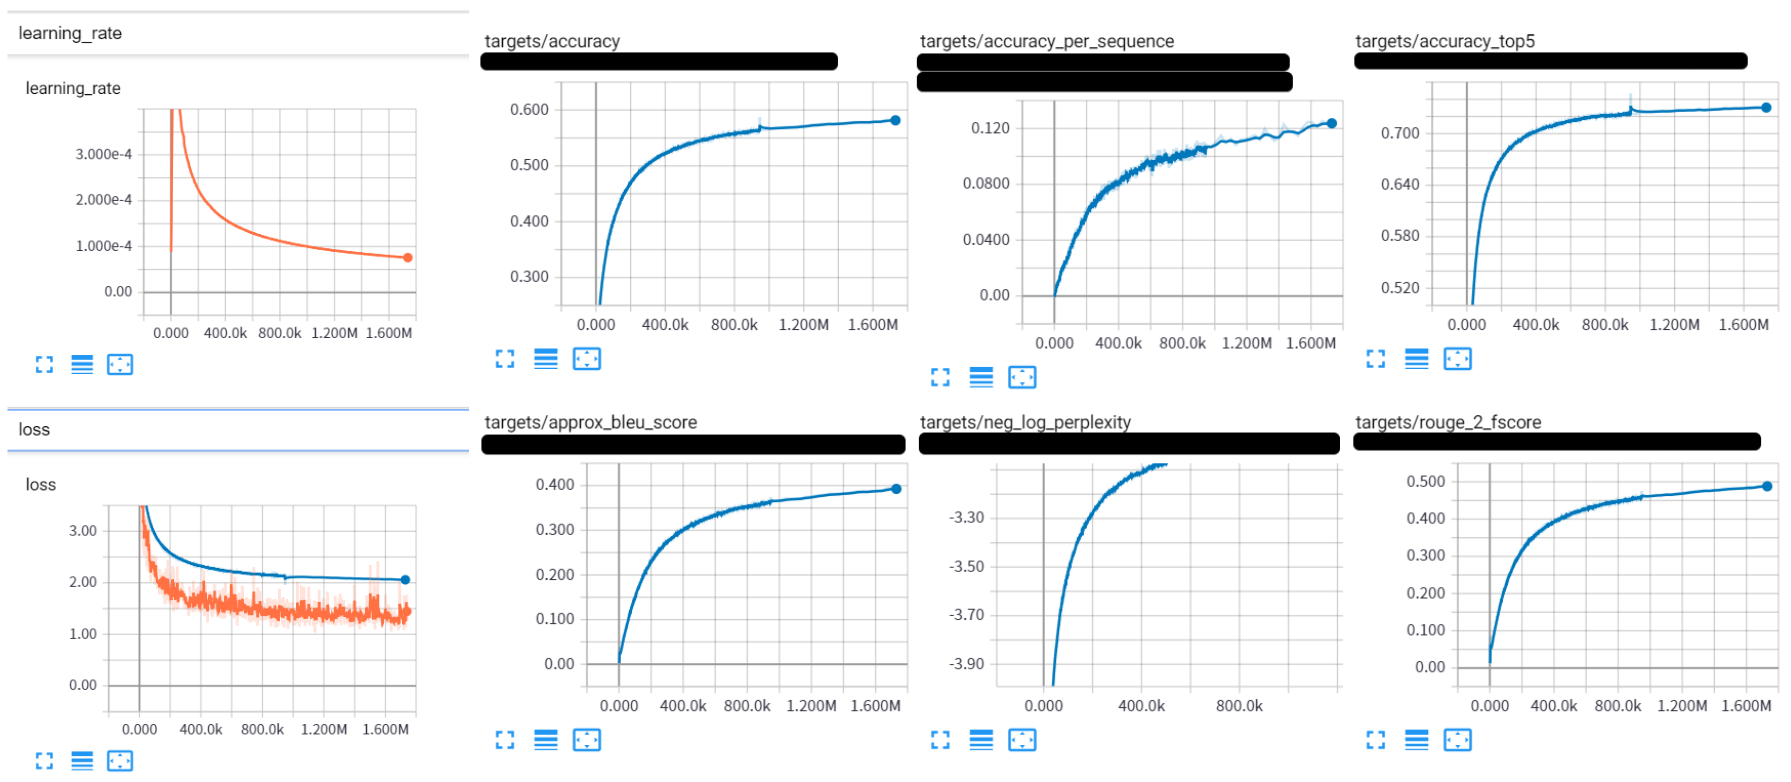 learning_rate
learning_rate
3.000e-4
2.000e-4
1.000e-4
0.00
0.000 200.0k 400.0k 800.0k 1.200M 1.600M
targets/accuracy
0.600
0.500
0.400
0.300
0.000 400.0k 800.0k 1.200M 1.600M
targets/accuracy_per_sequence
0.120
0.0800
0.0400
0.00
0.000 400.0k 800.0k 1.200M 1.600M
targets/accuracy_top5
0.700
0.640
0.580
0.520
0.000 400.0k 800.0k 1.200M 1.600M
loss
loss
3.00
2.00
1.00
0.00
0.000 400.0k 800.0k 1.200M 1.600M
targets/approx_bleu_score
0.400
0.300
0.200
0.100
0.00
0.000 400.0k 800.0k 1.200M 1.600M
targets/neg_log_perplexity
-3.30
-3.50
-3.70
-3.90
0.000 400.0k 800.0k
targets/rouge_2_fscore
0.500
0.400
0.300
0.200
0.100
0.00
0.000 400.0k 800.0k 1.200M 1.600M